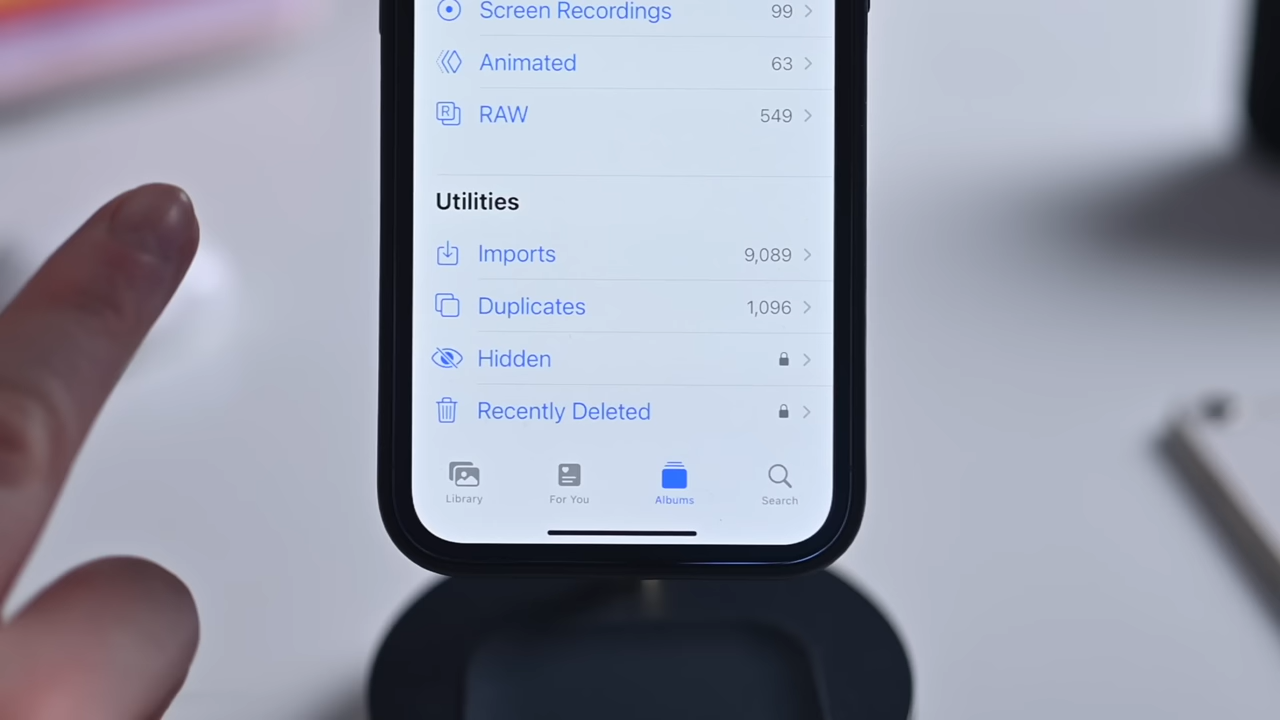 Screen Recordings 99
Animated 63
RAW 549
Utilities
Imports 9,089
Duplicates 1,096
Hidden
Recently Deleted
Library For You Albums Search